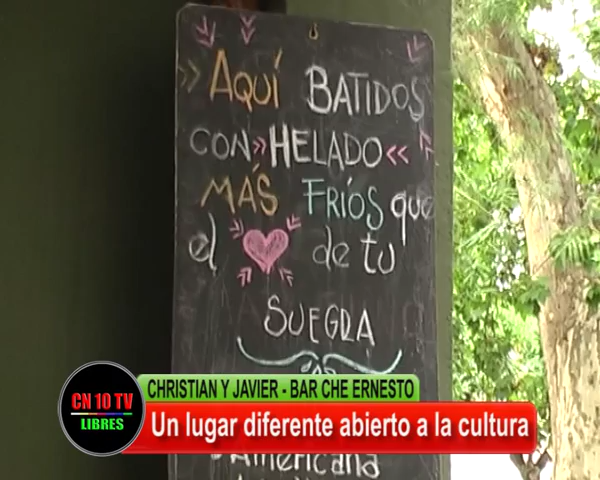 AQUÍ BATIDOS
CON HELADO
MÁS FRÍOS que
el de tu
SUEGRA
CN 10 TV
LIBRES
CHRISTIAN Y JAVIER - BAR CHE ERNESTO
Un lugar diferente abierto a la cultura
Americana